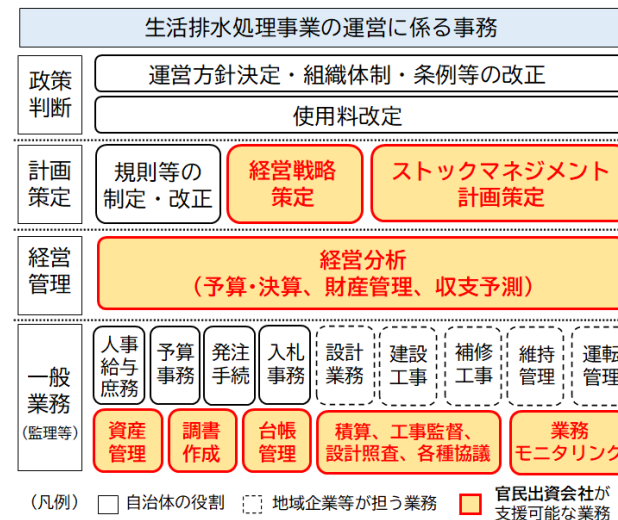 生活排水処理事業の運営に係る事務
政策
判断
運営方針決定・組織体制・条例等の改正
使用料改定
計画
策定
規則等の
制定・改正
経営戦略
策定
ストックマネジメント
計画策定
経営
管理
経営分析
（予算･決算、財産管理、収支予測）
一般
業務
（監理等）
人事
給与
庶務
予算
事務
発注
手続
入札
事務
設計
業務
建設
工事
補修
工事
維持
管理
運転
管理
資産
管理
調書
作成
台帳
管理
積算、工事監督、
設計照査、各種協議
業務
モニタリング
（凡例）
自治体の役割
地域企業等が担う業務
官民出資会社が
支援可能な業務